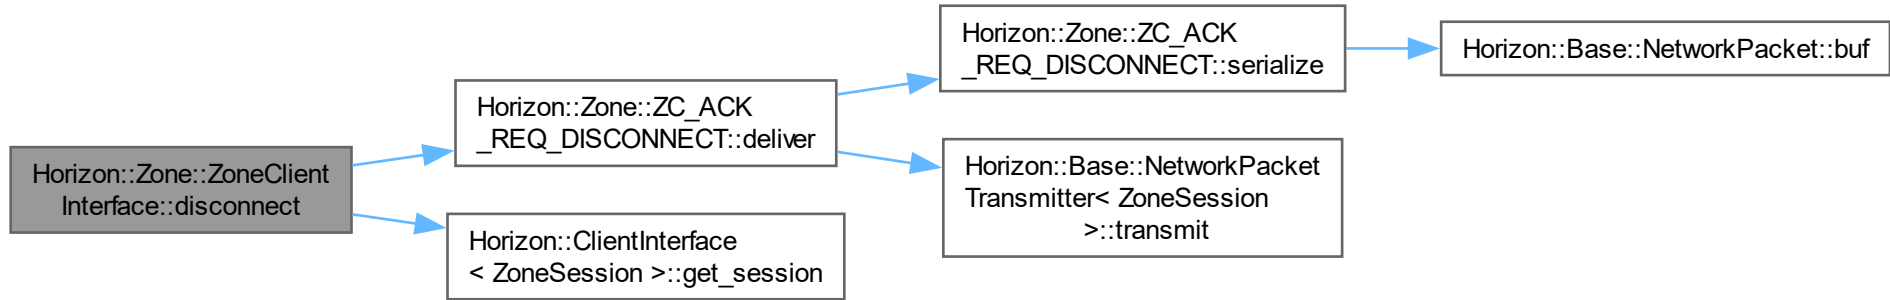 Horizon::Zone::ZoneClient
Interface::disconnect
Horizon::Zone::ZC_ACK
_REQ_DISCONNECT::deliver
Horizon::Zone::ZC_ACK
_REQ_DISCONNECT::serialize
Horizon::Base::NetworkPacket::buf
Horizon::Base::NetworkPacket
Transmitter< ZoneSession
>::transmit
Horizon::ClientInterface
< ZoneSession >::get_session